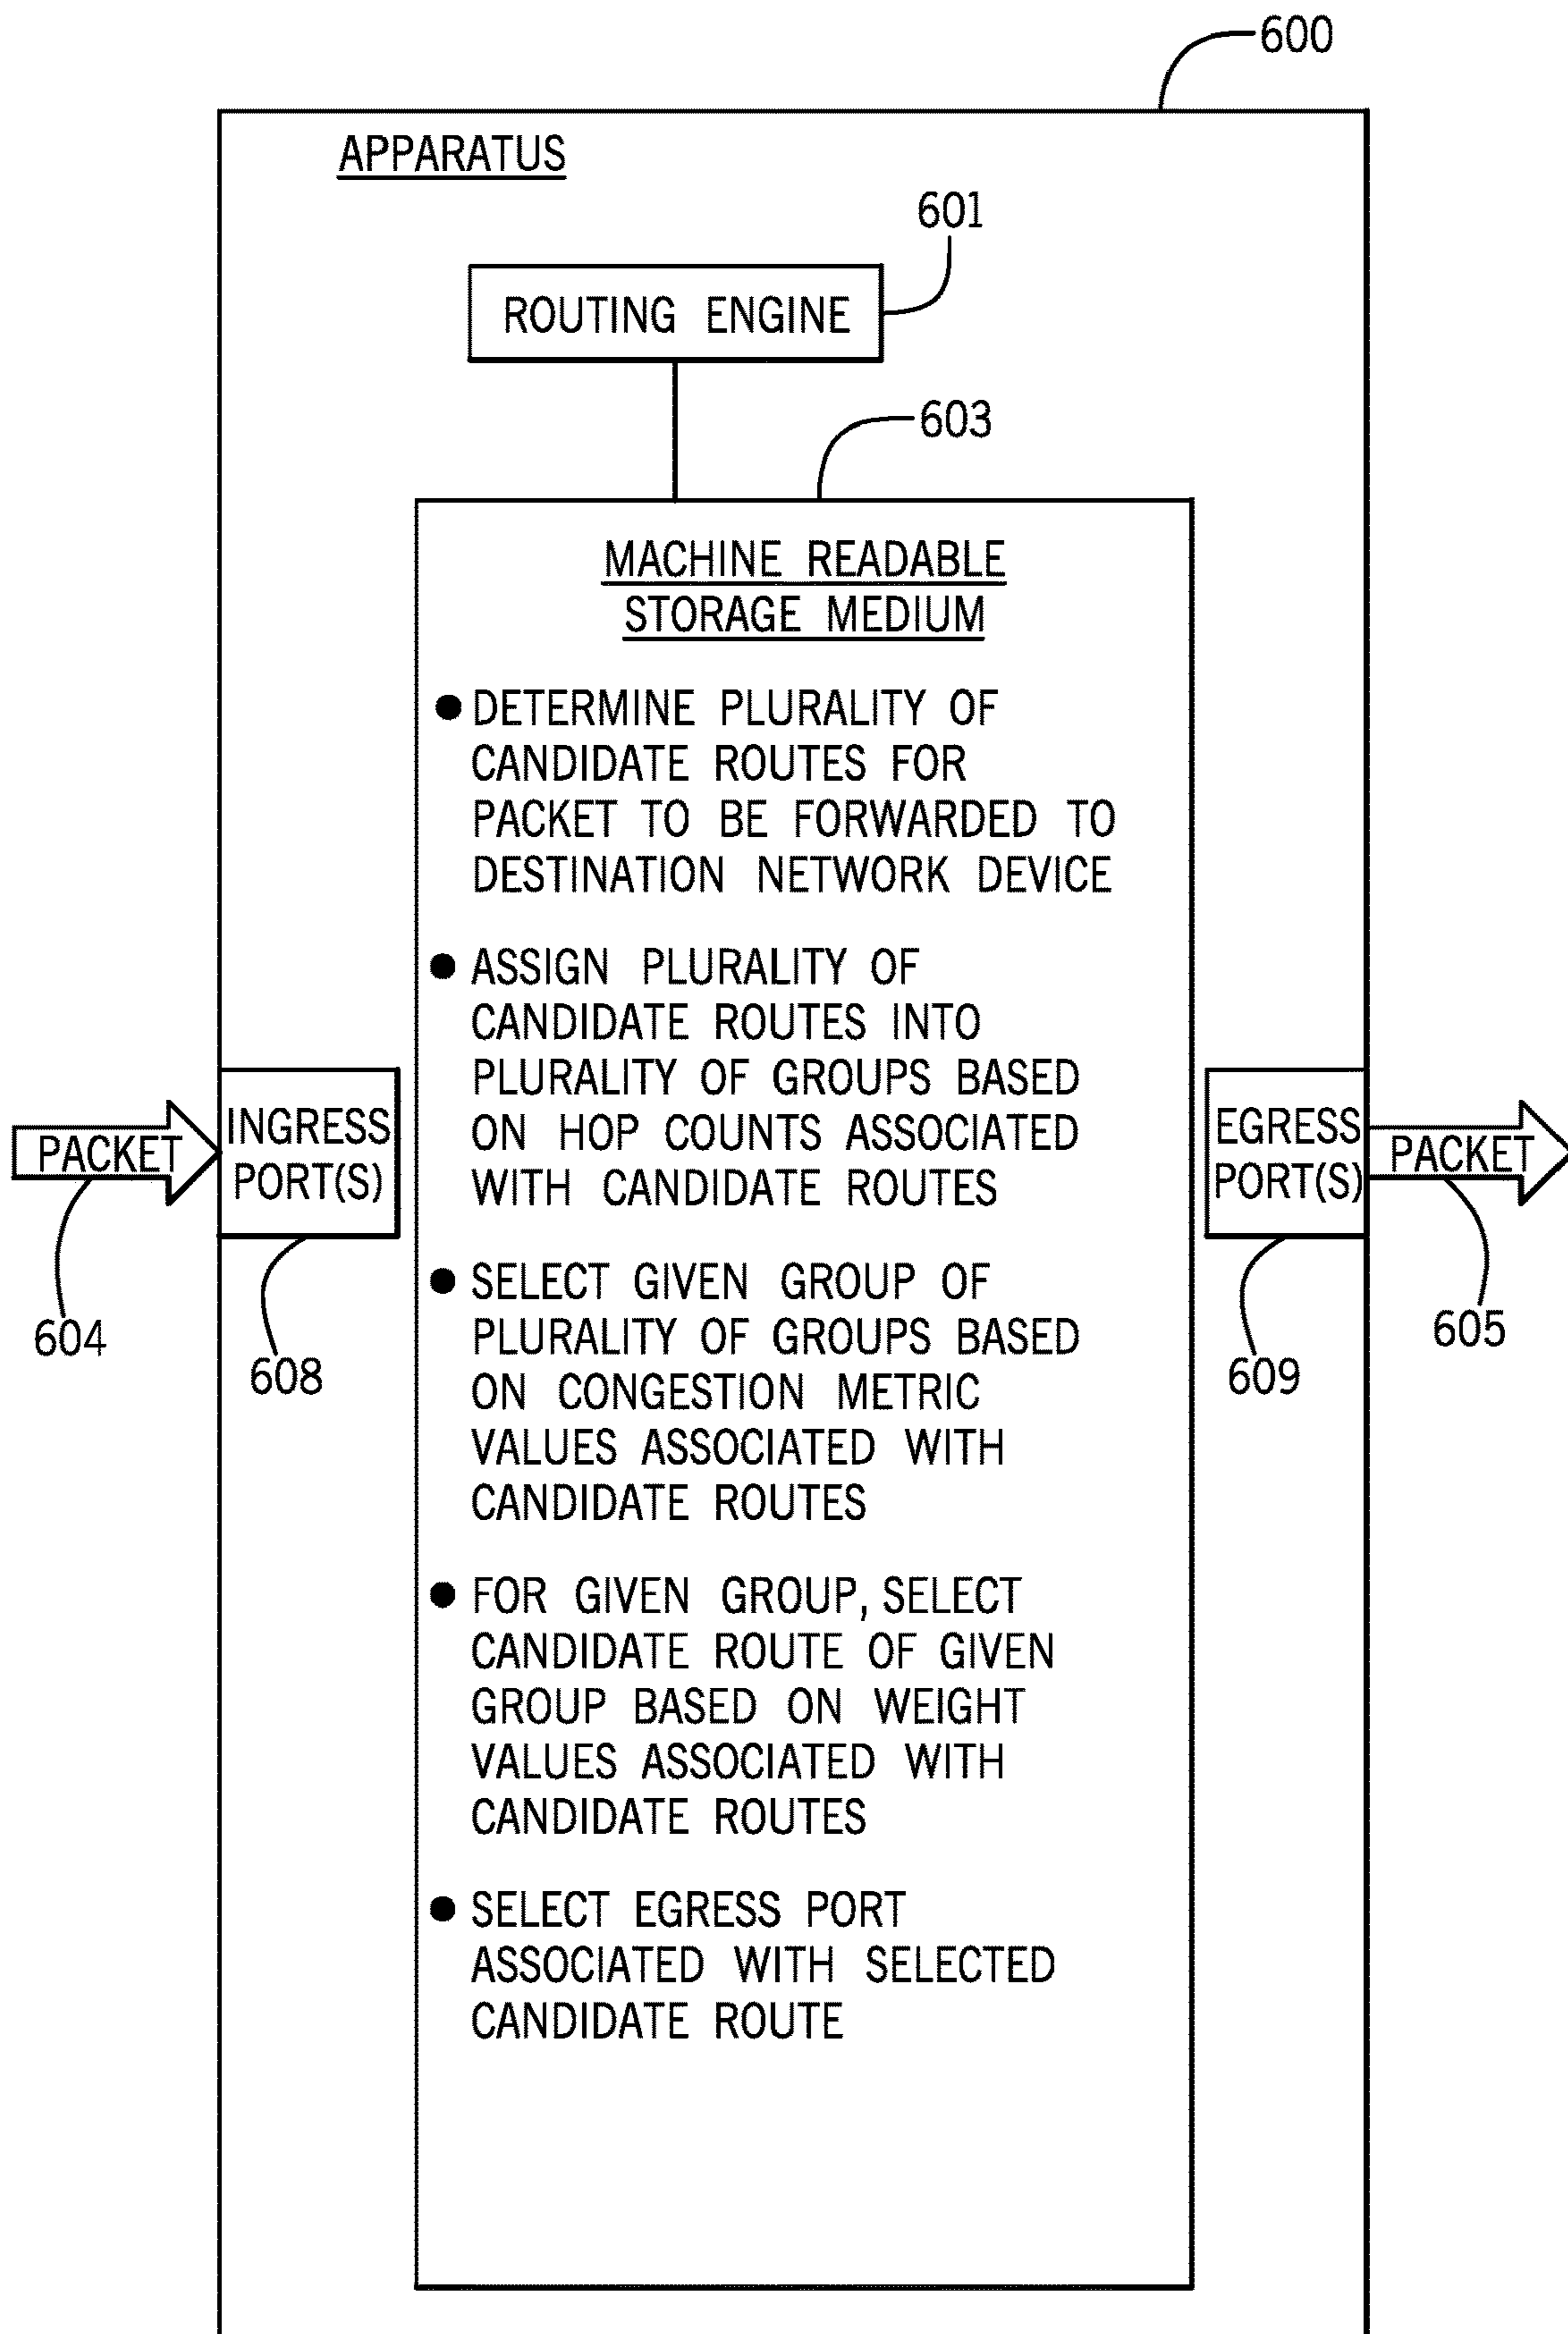 600
APPARATUS
601
ROUTING ENGINE
603
MACHINE READABLE
STORAGE MEDIUM
● DETERMINE PLURALITY OF
CANDIDATE ROUTES FOR
PACKET TO BE FORWARDED TO
DESTINATION NETWORK DEVICE
● ASSIGN PLURALITY OF
CANDIDATE ROUTES INTO
PLURALITY OF GROUPS BASED
ON HOP COUNTS ASSOCIATED
WITH CANDIDATE ROUTES
● SELECT GIVEN GROUP OF
PLURALITY OF GROUPS BASED
ON CONGESTION METRIC
VALUES ASSOCIATED WITH
CANDIDATE ROUTES
● FOR GIVEN GROUP, SELECT
CANDIDATE ROUTE OF GIVEN
GROUP BASED ON WEIGHT
VALUES ASSOCIATED WITH
CANDIDATE ROUTES
● SELECT EGRESS PORT
ASSOCIATED WITH SELECTED
CANDIDATE ROUTE
PACKET
604
INGRESS
PORT(S)
608
EGRESS
PORT(S)
609
PACKET
605